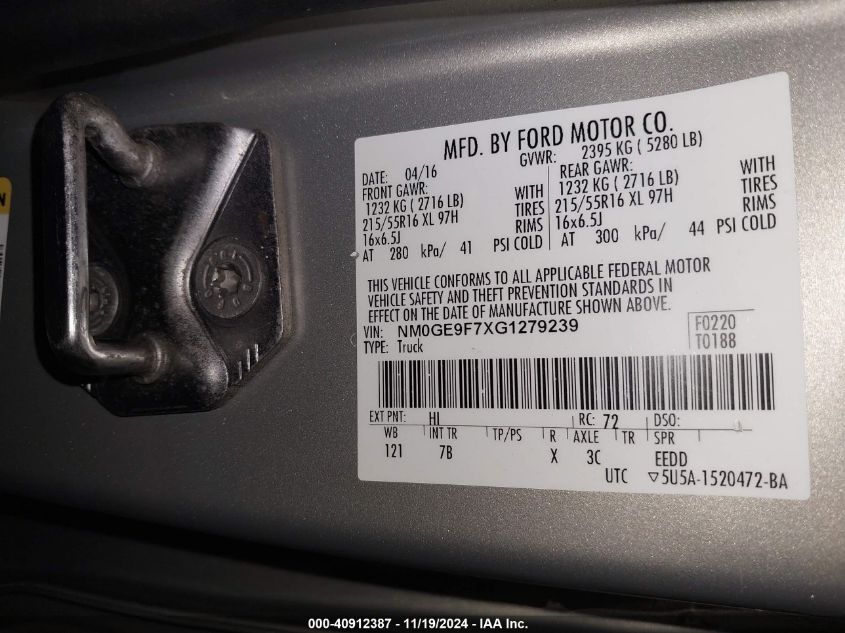 MFD. BY FORD MOTOR CO.
DATE: 04/16 GVWR: 2395 KG ( 5280 LB)
FRONT GAWR: WITH REAR GAWR: WITH
1232 KG ( 2716 LB) TIRES 1232 KG ( 2716 LB) TIRES
215/55R16 XL 97H RIMS 215/55R16 XL 97H RIMS
16x6.5J 16x6.5J
AT 280 kPa/ 41 PSI COLD AT 300 kPa/ 44 PSI COLD
THIS VEHICLE CONFORMS TO ALL APPLICABLE FEDERAL MOTOR
VEHICLE SAFETY AND THEFT PREVENTION STANDARDS IN
EFFECT ON THE DATE OF MANUFACTURE SHOWN ABOVE.
VIN: NM0GE9F7XG1279239 F0220
TYPE: Truck T0188
EXT PNT: HI RC: 72 DSO:
WB INT TR TP/PS R AXLE TR SPR
121 7B X 3C EEDD
UTC ▽5U5A-1520472-BA
000-40912387 - 11/19/2024 - IAA Inc.